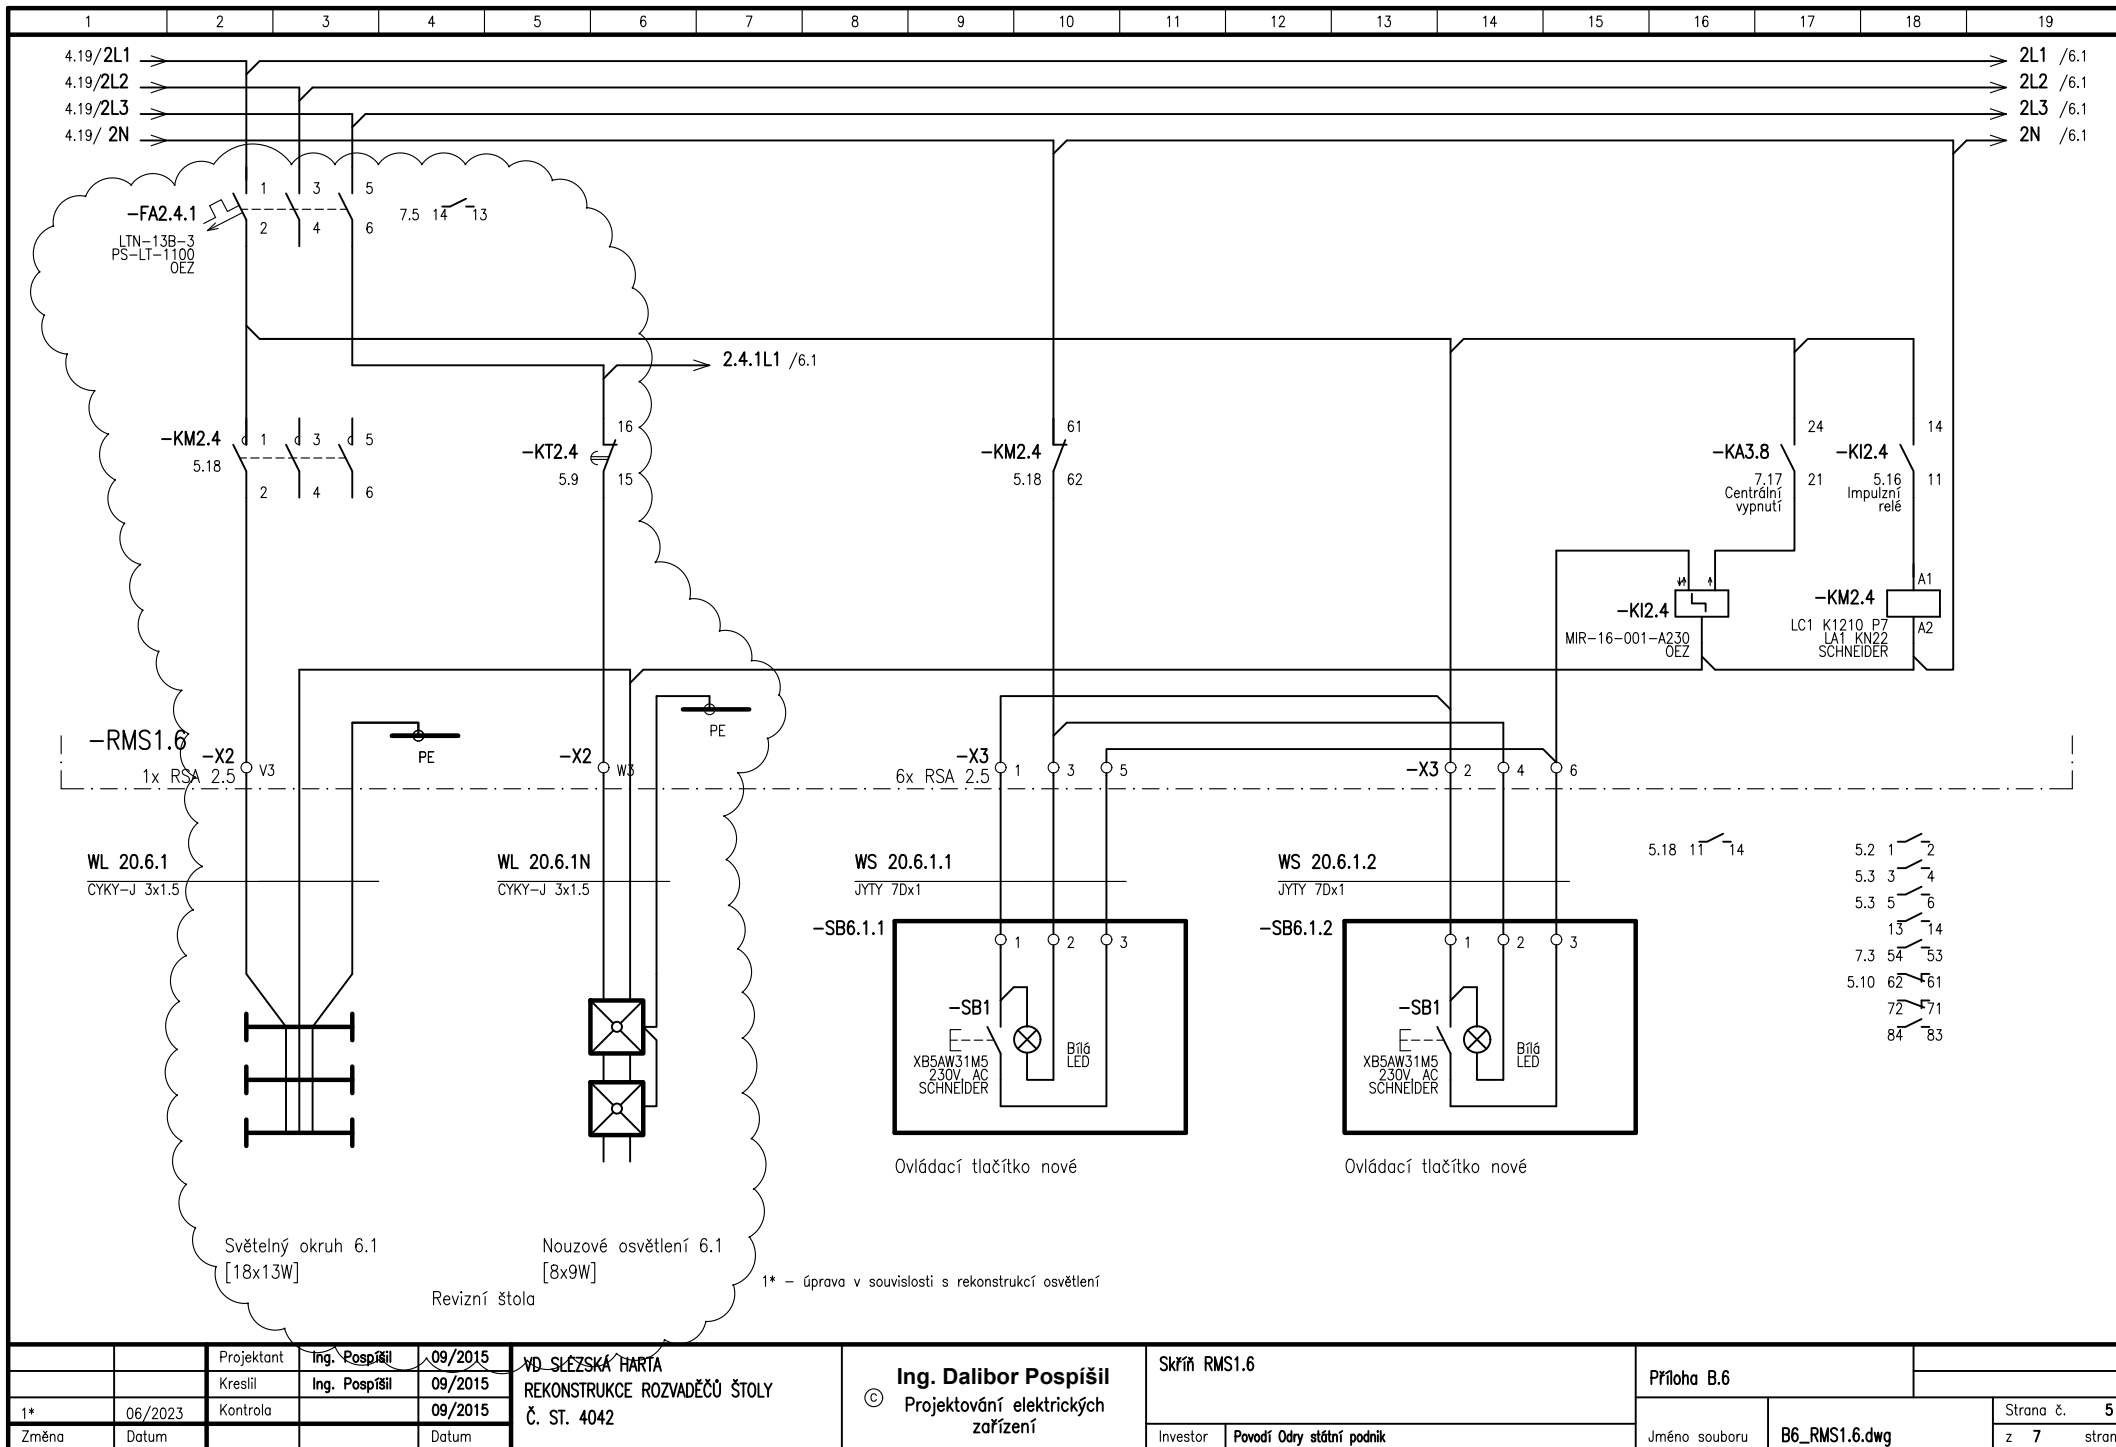 1 2 3 4 5 6 7 8 9 10 11 12 13 14 15 16 17 18 19
4.19/2L1
2L1 /6.1
4.19/2L2
2L2 /6.1
4.19/2L3
2L3 /6.1
4.19/ 2N
2N /6.1
1 3 5
-FA2.4.1
7.5 14 13
2 4 6
LTN-13B-3
PS-LT-1100
OEZ
2.4.1L1 /6.1
-KM2.4
5.18
1 3 5
2 4 6
16
-KT2.4
5.9
15
61
-KM2.4
5.18
62
24
-KA3.8
7.17
21
Centrální
vypnutí
14
-KI2.4
5.16
11
Impulzní
relé
-KI2.4
MIR-16-001-A230
OEZ
A1
-KM2.4
A2
LC1 K1210 P7
LA1 KN22
SCHNEIDER
PE
PE
-RMS1.6
-X2
V3
1x RSA 2.5
-X2
W3
-X3
1 3 5
6x RSA 2.5
-X3
2 4 6
WL 20.6.1
CYKY-J 3x1.5
WL 20.6.1N
CYKY-J 3x1.5
WS 20.6.1.1
JYTY 7Dx1
WS 20.6.1.2
JYTY 7Dx1
5.18 11 14
5.2 1 2
5.3 3 4
5.3 5 6
13 14
7.3 54 53
5.10 62 61
72 71
84 83
-SB6.1.1
1 2 3
-SB1
XB5AW31M5
230V, AC
SCHNEIDER
Bílá
LED
-SB6.1.2
1 2 3
-SB1
XB5AW31M5
230V, AC
SCHNEIDER
Bílá
LED
Ovládací tlačítko nové
Ovládací tlačítko nové
Světelný okruh 6.1
[18x13W]
Nouzové osvětlení 6.1
[8x9W]
Revizní štola
1* - úprava v souvislosti s rekonstrukcí osvětlení
Projektant Ing. Pospíšil 09/2015
Kreslil Ing. Pospíšil 09/2015
1* 06/2023 Kontrola 09/2015
Změna Datum Datum
VD SLEZSKÁ HARTA
REKONSTRUKCE ROZVADĚČŮ ŠTOLY
Č. ST. 4042
© Ing. Dalibor Pospíšil
Projektování elektrických
zařízení
Skříň RMS1.6
Investor Povodí Odry státní podnik
Příloha B.6
Jméno souboru B6_RMS1.6.dwg
Strana č. 5
z 7 stran